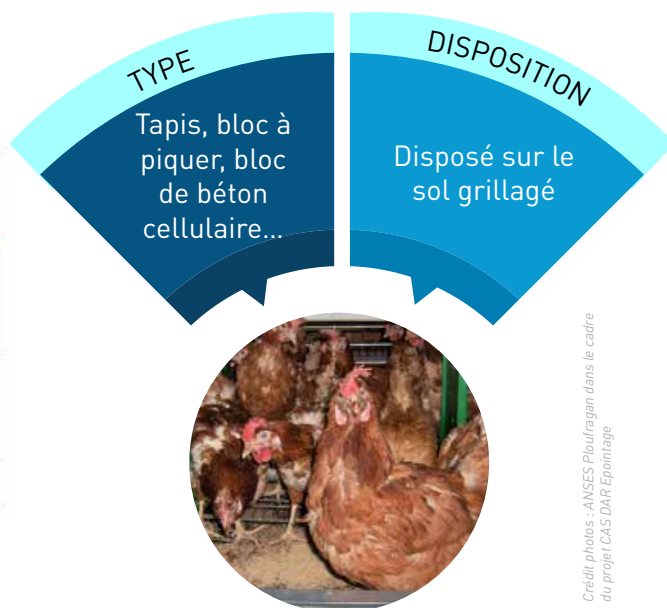 TYPE
Tapis, bloc à
piquer, bloc
de béton
cellulaire...
DISPOSITION
Disposé sur le
sol grillagé
Crédit photos : ANSES Ploufragan dans le cadre
du projet CAS DAR Epointage